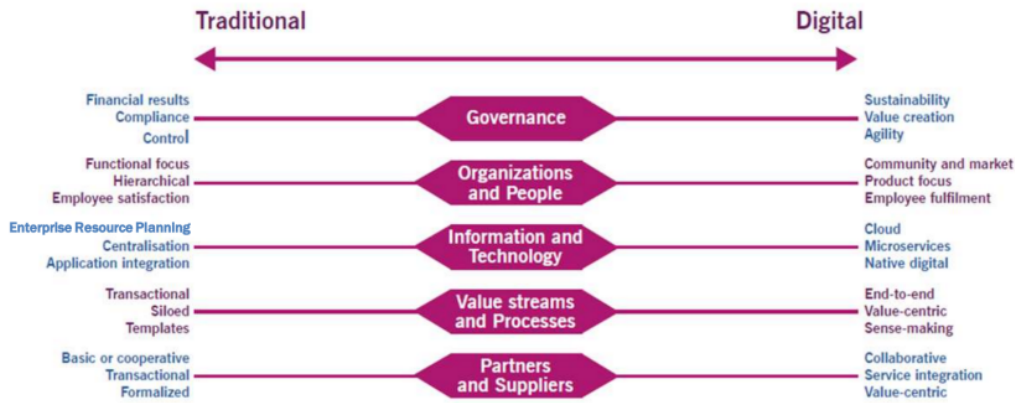 Traditional
Digital
Financial results
Compliance
Control
Governance
Sustainability
Value creation
Agility
Functional focus
Hierarchical
Employee satisfaction
Organizations
and People
Community and market
Product focus
Employee fulfilment
Enterprise Resource Planning
Centralisation
Application integration
Information and
Technology
Cloud
Microservices
Native digital
Transactional
Siloed
Templates
Value streams
and Processes
End-to-end
Value-centric
Sense-making
Basic or cooperative
Transactional
Formalized
Partners
and Suppliers
Collaborative
Service integration
Value-centric